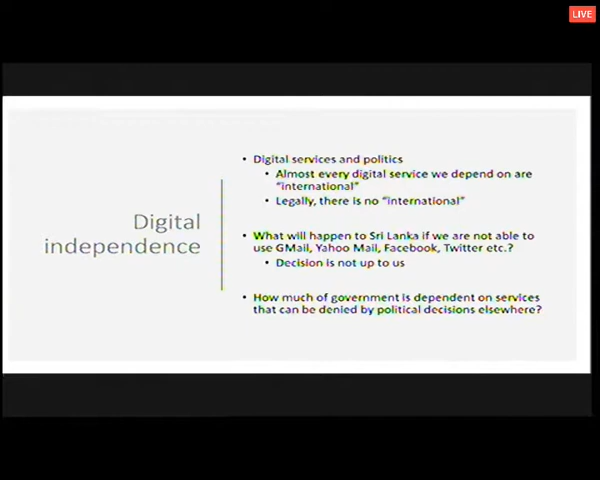 LIVE
Digital
independence
• Digital services and politics
• Almost every digital service we depend on are
“international”
• Legally, there is no “international”
• What will happen to Sri Lanka if we are not able to
use GMail, Yahoo Mail, Facebook, Twitter etc.?
• Decision is not up to us
• How much of government is dependent on services
that can be denied by political decisions elsewhere?